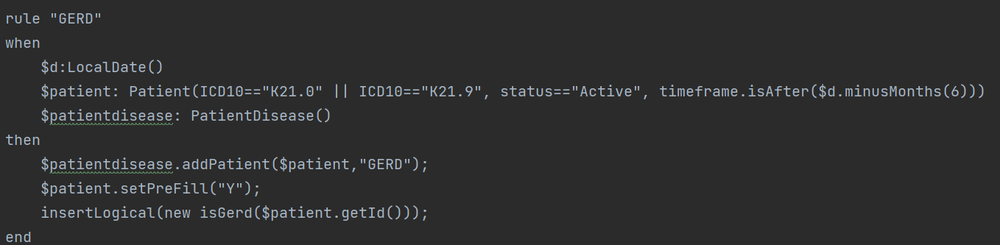 rule "GERD"
when
    $d:LocalDate()
    $patient: Patient(ICD10=="K21.0" || ICD10=="K21.9", status=="Active", timeframe.isAfter($d.minusMonths(6)))
    $patientdisease: PatientDisease()
then
    $patientdisease.addPatient($patient,"GERD");
    $patient.setPreFill("Y");
    insertLogical(new isGerd($patient.getId()));
end